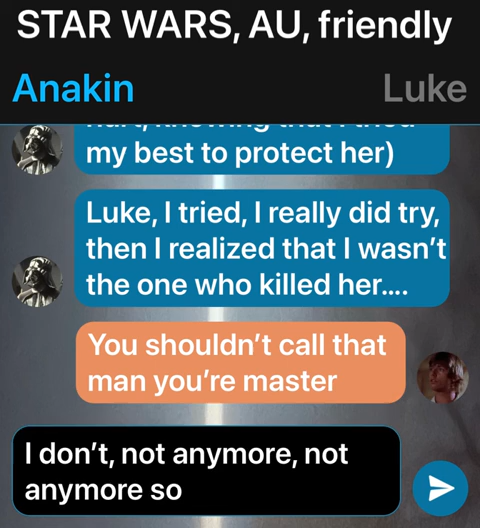 STAR WARS, AU, friendly
Anakin
Luke
my best to protect her)
Luke, I tried, I really did try,
then I realized that I wasn't
the one who killed her....
You shouldn't call that
man you're master
I don't, not anymore, not
anymore so